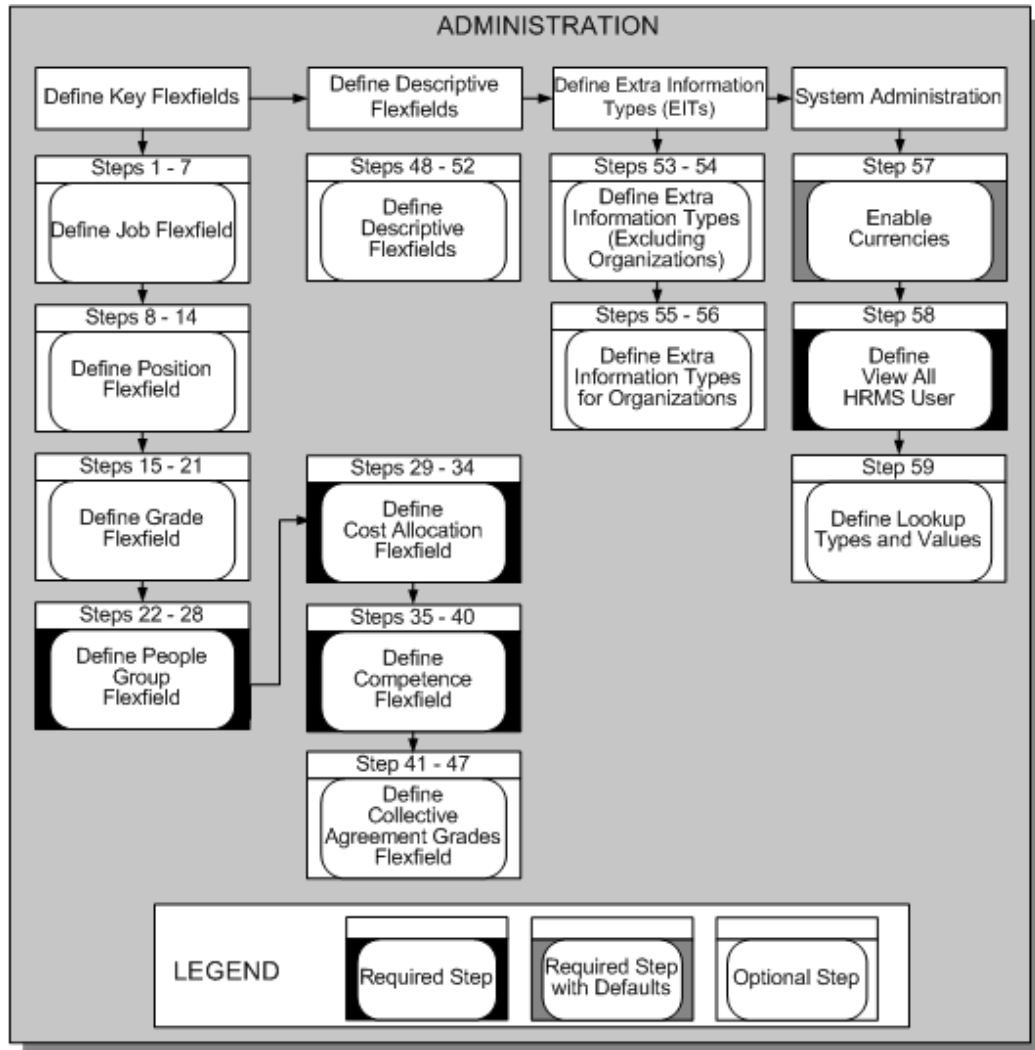 ADMINISTRATION
Define Key Flexfields
Define Descriptive
Flexfields
Define Extra Information
Types (EITs)
System Administration
Steps 1 - 7
Define Job Flexfield
Steps 8 - 14
Define Position
Flexfield
Steps 15 - 21
Define Grade
Flexfield
Steps 22 - 28
Define People
Group
Flexfield
Steps 48 - 52
Define
Descriptive
Flexfields
Steps 29 - 34
Define
Cost Allocation
Flexfield
Steps 35 - 40
Define
Competence
Flexfield
Step 41 - 47
Define
Collective
Agreement Grades
Flexfield
Steps 53 - 54
Define Extra
Information Types
(Excluding
Organizations)
Steps 55 - 56
Define Extra
Information Types
for Organizations
Step 57
Enable
Currencies
Step 58
Define
View All
HRMS User
Step 59
Define Lookup
Types and Values
LEGEND
Required Step
Required Step
with Defaults
Optional Step